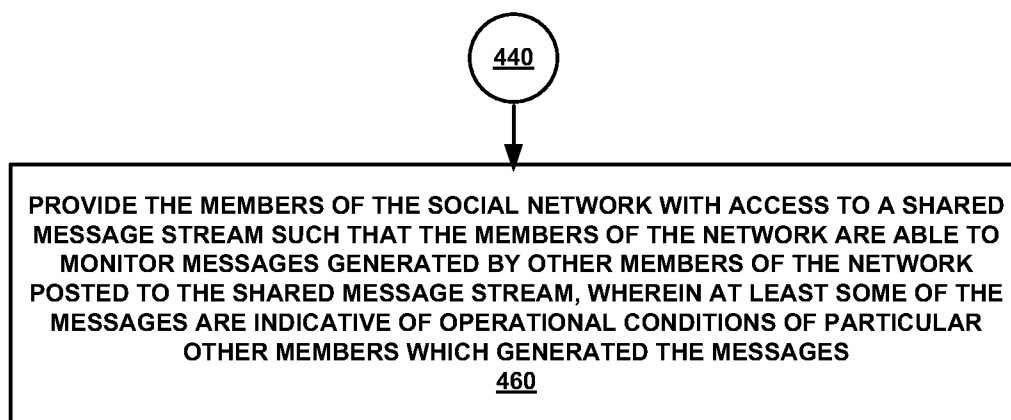 440
PROVIDE THE MEMBERS OF THE SOCIAL NETWORK WITH ACCESS TO A SHARED
MESSAGE STREAM SUCH THAT THE MEMBERS OF THE NETWORK ARE ABLE TO
MONITOR MESSAGES GENERATED BY OTHER MEMBERS OF THE NETWORK
POSTED TO THE SHARED MESSAGE STREAM, WHEREIN AT LEAST SOME OF THE
MESSAGES ARE INDICATIVE OF OPERATIONAL CONDITIONS OF PARTICULAR
OTHER MEMBERS WHICH GENERATED THE MESSAGES
460